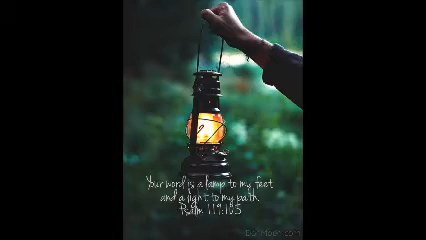 Your word is a lamp to my feet
and a light to my path
Psalm 119:105